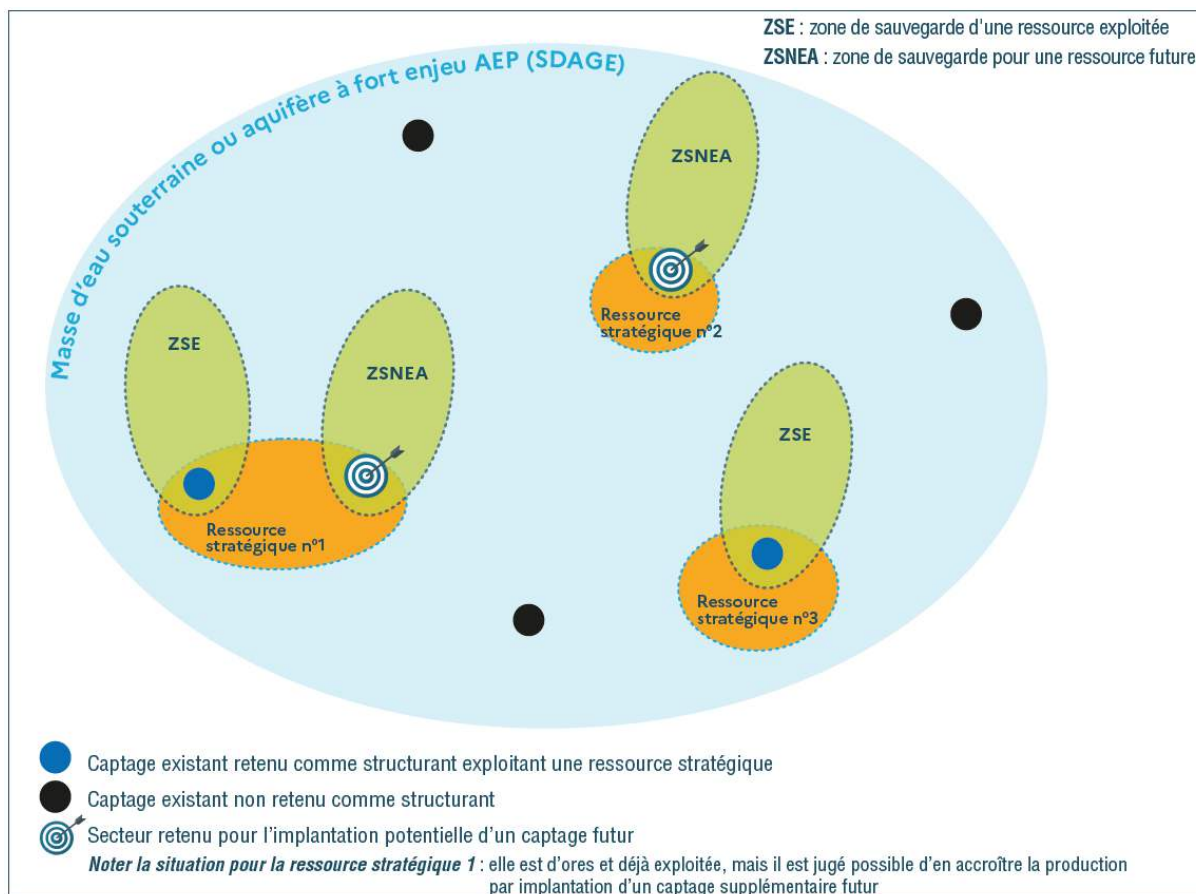 ZSE : zone de sauvegarde d'une ressource exploitée
ZSNEA : zone de sauvegarde pour une ressource future
Masse d'eau souterraine ou aquifère à fort enjeu AEP (SDAGE)
ZSNEA
Ressource
stratégique n°2
ZSE
ZSNEA
Ressource
stratégique n°1
ZSE
Ressource
stratégique n°3
Captage existant retenu comme structurant exploitant une ressource stratégique
Captage existant non retenu comme structurant
Secteur retenu pour l'implantation potentielle d'un captage futur
Noter la situation pour la ressource stratégique 1 : elle est d'ores et déjà exploitée, mais il est jugé possible d'en accroître la production
par implantation d'un captage supplémentaire futur